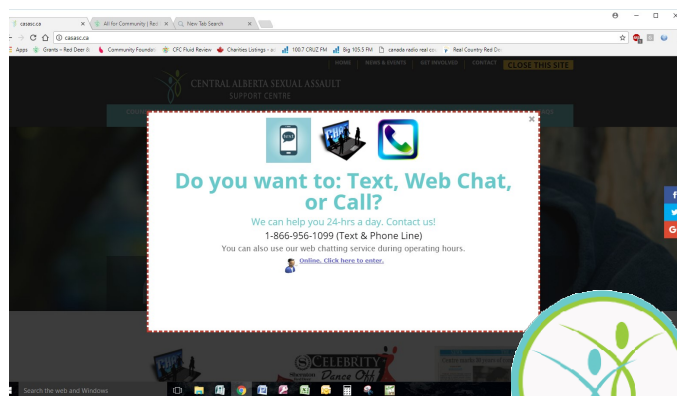 casasc.ca
All for Community | Rec
New Tab Search
casasc.ca
Apps
Grants – Red Deer &
Community Foundati
CFC Fluid Review
Charities Listings -
100.7 CRUZ FM
Big 105.5 FM
canada radio real cou
Real Country Red De
HOME
NEWS & EVENTS
GET INVOLVED
CONTACT
CLOSE THIS SITE
CENTRAL ALBERTA SEXUAL ASSAULT
SUPPORT CENTRE
TEXT
Do you want to: Text, Web Chat,
or Call?
We can help you 24-hrs a day. Contact us!
1-866-956-1099 (Text & Phone Line)
You can also use our web chatting service during operating hours.
Online. Click here to enter.
CELEBRITY
Dance Off
Search the web and Windows